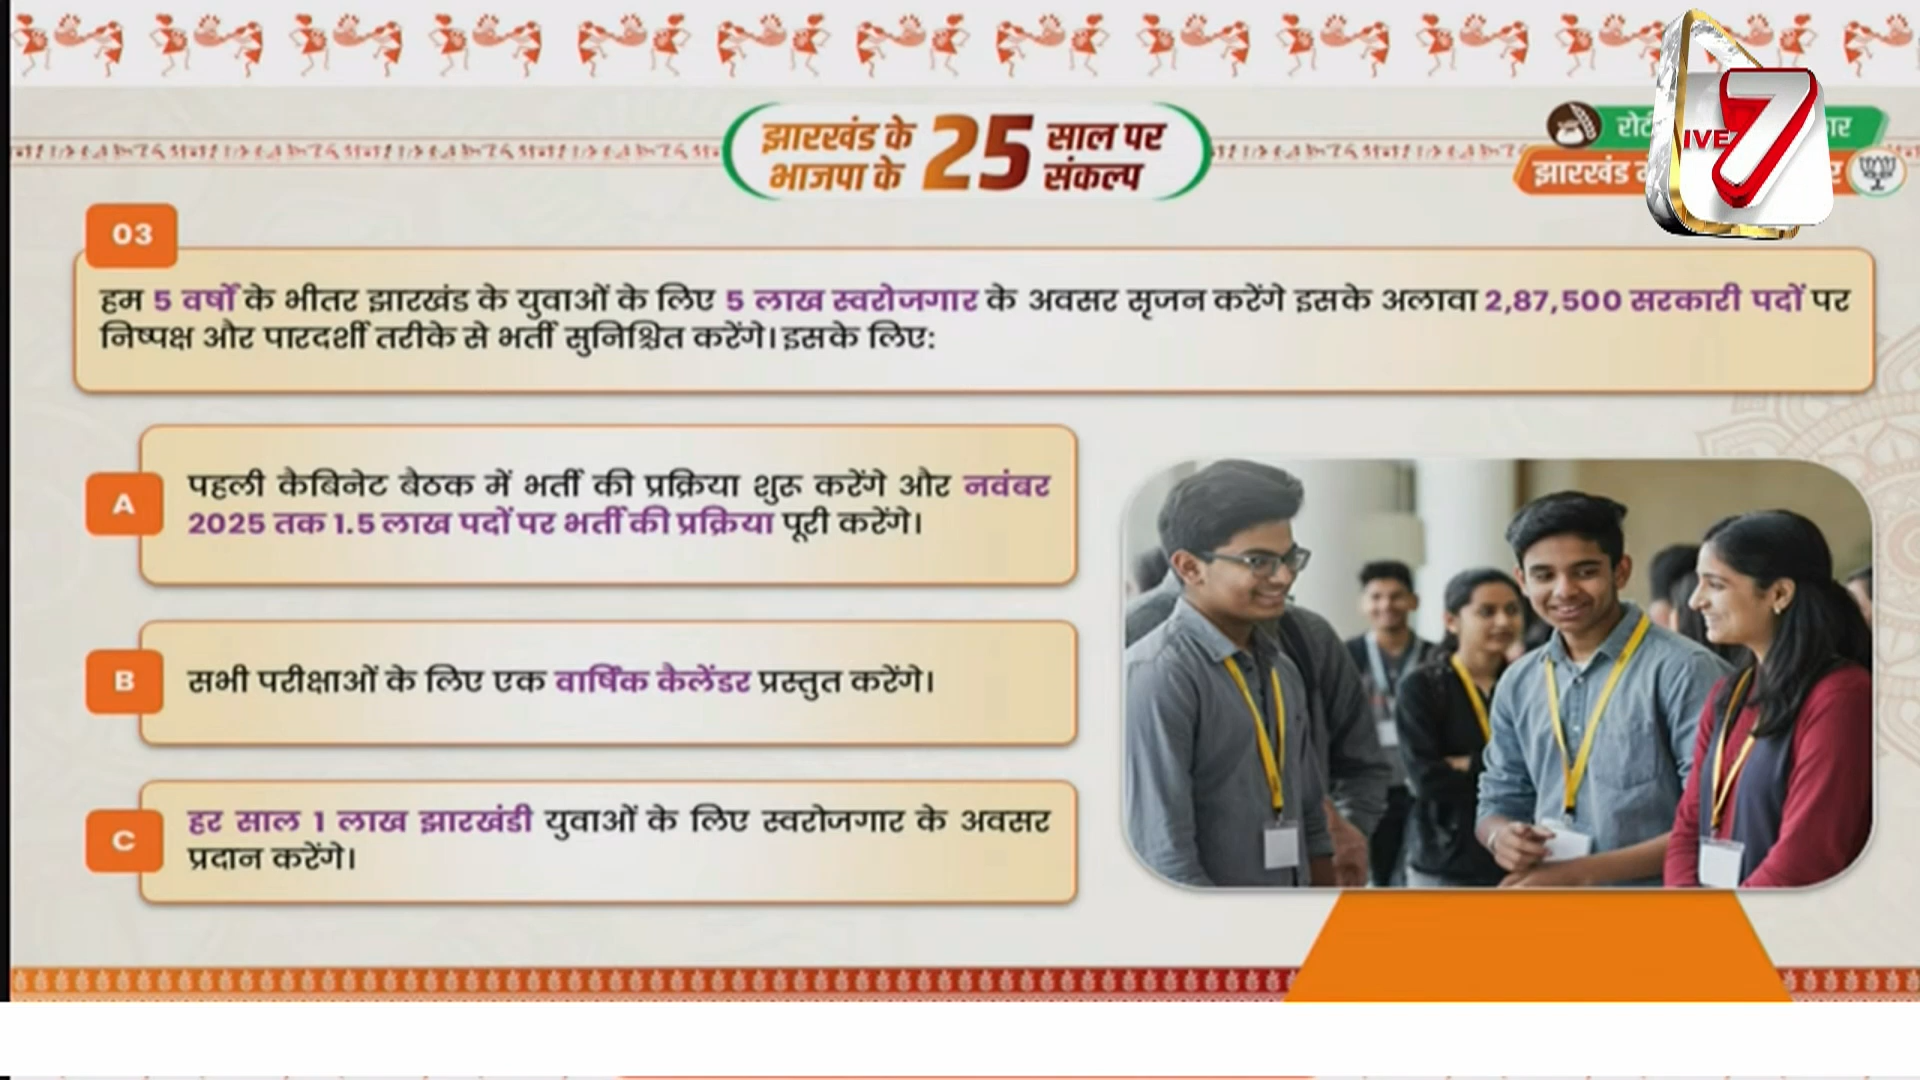 झारखंड के 25 साल पर
भाजपा के संकल्प
झारखंड
IVE 7
03
हम 5 वर्षों के भीतर झारखंड के युवाओं के लिए 5 लाख स्वरोजगार के अवसर सृजन करेंगे इसके अलावा 2,87,500 सरकारी पदों पर
निष्पक्ष और पारदर्शी तरीके से भर्ती सुनिश्चित करेंगे। इसके लिए:
A
पहली कैबिनेट बैठक में भर्ती की प्रक्रिया शुरू करेंगे और नवंबर
2025 तक 1.5 लाख पदों पर भर्ती की प्रक्रिया पूरी करेंगे।
B
सभी परीक्षाओं के लिए एक वार्षिक कैलेंडर प्रस्तुत करेंगे।
C
हर साल 1 लाख झारखंडी युवाओं के लिए स्वरोजगार के अवसर
प्रदान करेंगे।